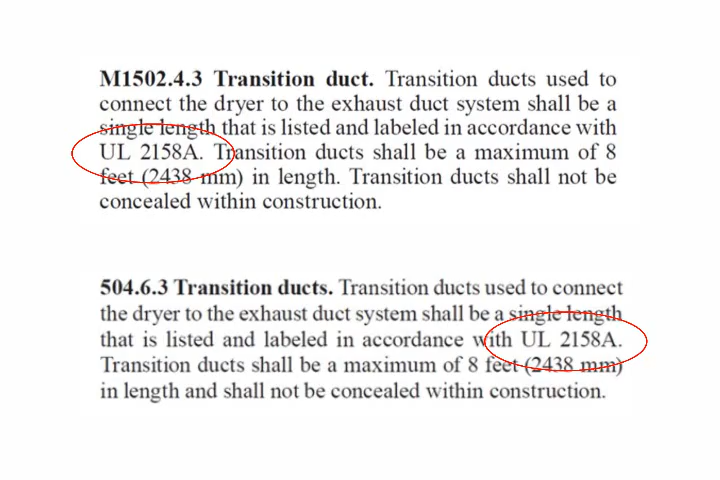 M1502.4.3 Transition duct. Transition ducts used to
connect the dryer to the exhaust duct system shall be a
single length that is listed and labeled in accordance with
UL 2158A. Transition ducts shall be a maximum of 8
feet (2438 mm) in length. Transition ducts shall not be
concealed within construction.
504.6.3 Transition ducts. Transition ducts used to connect
the dryer to the exhaust duct system shall be a single length
that is listed and labeled in accordance with UL 2158A.
Transition ducts shall be a maximum of 8 feet (2438 mm)
in length and shall not be concealed within construction.